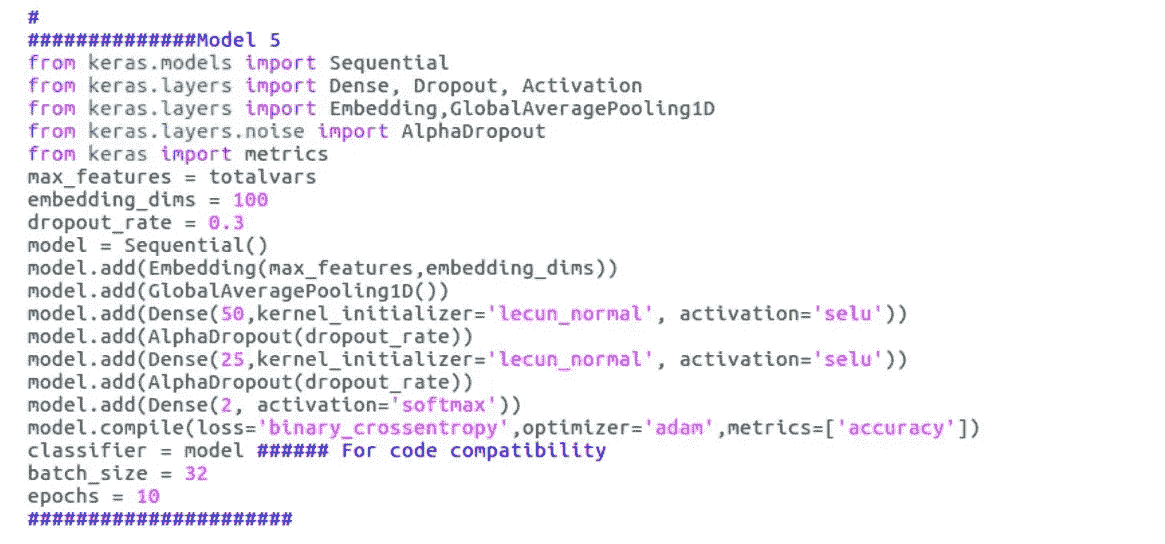 #
##############Model 5
from keras.models import Sequential
from keras.layers import Dense, Dropout, Activation
from keras.layers import Embedding,GlobalAveragePooling1D
from keras.layers.noise import AlphaDropout
from keras import metrics
max_features = totalvars
embedding_dims = 100
dropout_rate = 0.3
model = Sequential()
model.add(Embedding(max_features,embedding_dims))
model.add(GlobalAveragePooling1D())
model.add(Dense(50,kernel_initializer='lecun_normal', activation='selu'))
model.add(AlphaDropout(dropout_rate))
model.add(Dense(25,kernel_initializer='lecun_normal', activation='selu'))
model.add(AlphaDropout(dropout_rate))
model.add(Dense(2, activation='softmax'))
model.compile(loss='binary_crossentropy',optimizer='adam',metrics=['accuracy'])
classifier = model ###### For code compatibility
batch_size = 32
epochs = 10
######################